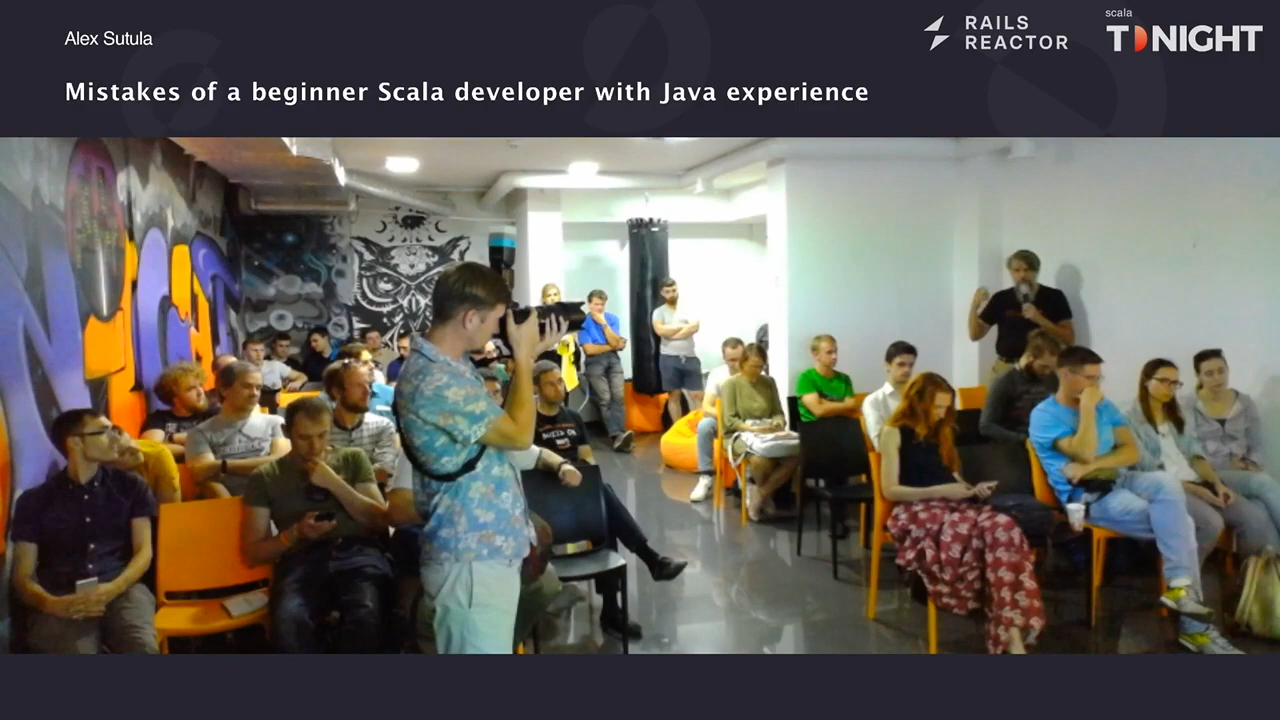 Alex Sutula
RAILS
REACTOR
scala
TONIGHT
Mistakes of a beginner Scala developer with Java experience